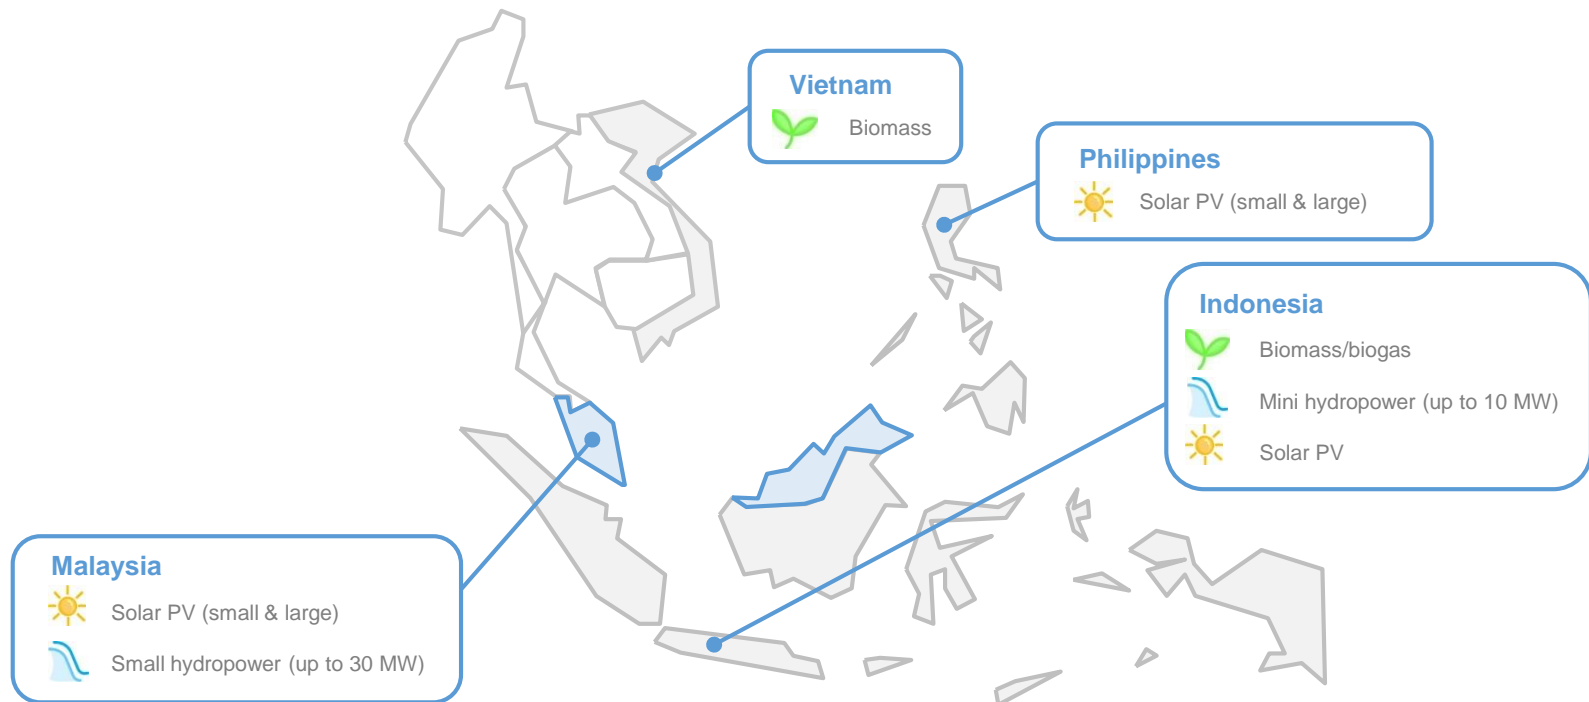 Vietnam
Biomass
Philippines
Solar PV (small & large)
Indonesia
Biomass/biogas
Mini hydropower (up to 10 MW)
Solar PV
Malaysia
Solar PV (small & large)
Small hydropower (up to 30 MW)